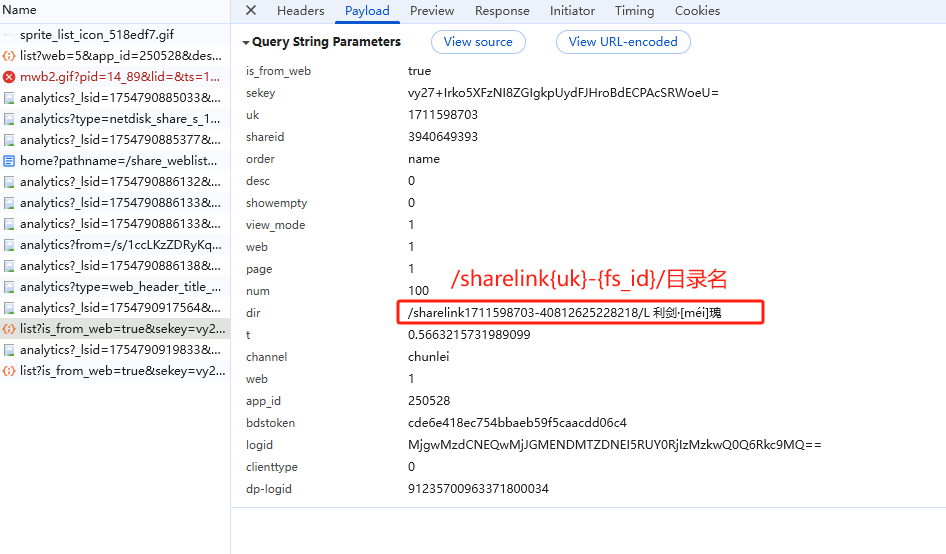 Name
sprite_list_icon_518edf7.gif
list?web=5&app_id=250528&des...
mwb2.gif?pid=14_89&lid=&ts=1...
analytics?_lsid=1754790885033&...
analytics?type=netdisk_share_s_1...
analytics?_lsid=1754790885377&...
home?pathname=/share_weblist...
analytics?_lsid=1754790886132&...
analytics?_lsid=1754790886133&...
analytics?_lsid=1754790886133&...
analytics?from=/s/1ccLKzZDRyKq...
analytics?_lsid=1754790886138&...
analytics?type=web_header_title_...
analytics?_lsid=1754790917564&...
list?is_from_web=true&sekey=vy2...
analytics?_lsid=1754790919833&...
list?is_from_web=true&sekey=vy2...
Headers Payload Preview Response Initiator Timing Cookies
Query String Parameters View source View URL-encoded
is_from_web true
sekey vy27+Irko5XFzNI8ZGIgkpUydFJHroBdECPAcSRWoeU=
uk 1711598703
shareid 3940649393
order name
desc 0
showempty 0
view_mode 1
web 1
page 1
/sharelink{uk}-{fs_id}/目录名
num 100
dir /sharelink1711598703-40812625228218/L 利剑·[méi]瑰
t 0.5663215731989099
channel chunlei
web 1
app_id 250528
bdstoken cde6e418ec754bbaeb59f5caacdd06c4
logid MjgwMzdCNEQwMjJGMENDMTZDNEI5RUY0RjIzMzkwQ0Q6Rkc9MQ==
clienttype 0
dp-logid 91235700963371800034